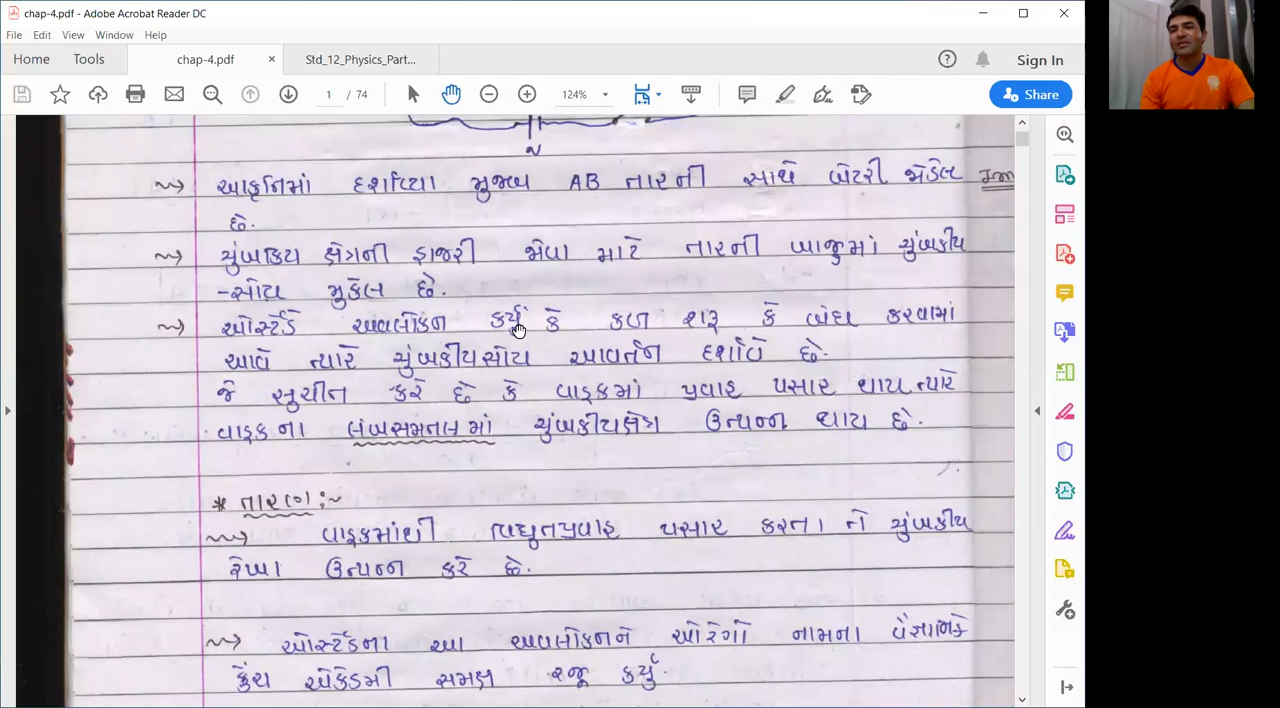 chap-4.pdf - Adobe Acrobat Reader DC
File Edit View Window Help
Home Tools chap-4.pdf × Std_12_Physics_Part... Sign In
1 / 74 124% Share
N
આકૃતિમાં દર્શાવ્યા મુજબ AB તારની સાથે બેટરી જોડેલ Imp
છે.
ચુંબકિય ક્ષેત્રની હાજરી જોવા માટે તારની બાજુમાં ચુંબકીય
-સોય મુકેલ છે.
ઓર્સ્ટેડે અવલોકન કર્યું કે કળ શરૂ કે બંધ કરવામાં
આવે ત્યારે ચુંબકીયસોય આવર્તન દર્શાવે છે.
જે સુચીત કરે છે કે વાહકમાં પ્રવાહ પસાર થાય ત્યારે
વાહકના લંબસમતલમાં ચુંબકીયક્ષેત્ર ઉત્પન્ન થાય છે.
* તારણ :~
વાહકમાંથી વિદ્યુતપ્રવાહ પસાર કરતા તે ચુંબકીય
રેખા ઉત્પન્ન કરે છે.
ઓર્સ્ટેડના આ અવલોકનને ઓરેગો નામના વૈજ્ઞાનિકે
ફ્રેંચ એકેડમી સમક્ષ રજૂ કર્યું.